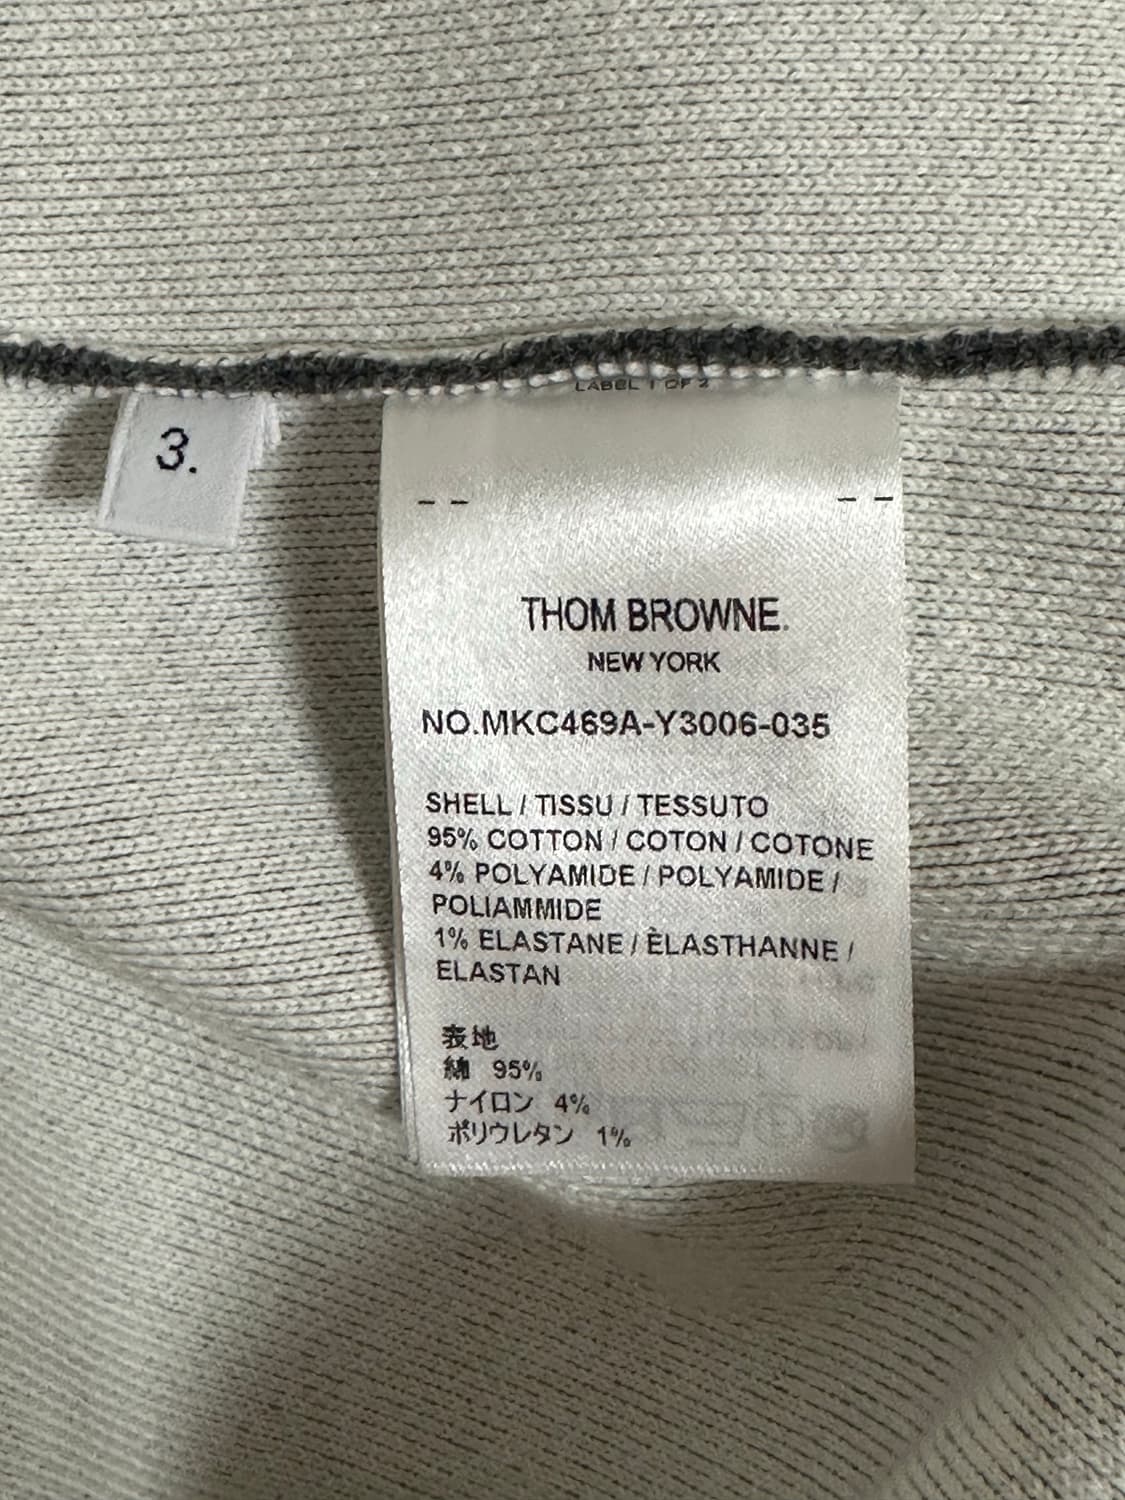 LABEL 1 OF 2
3.
THOM BROWNE.
NEW YORK
NO.MKC469A-Y3006-035
SHELL / TISSU / TESSUTO
95% COTTON / COTON / COTONE
4% POLYAMIDE / POLYAMIDE /
POLIAMMIDE
1% ELASTANE / ÈLASTHANNE /
ELASTAN
表地
綿 95%
ナイロン 4%
ポリウレタン 1%